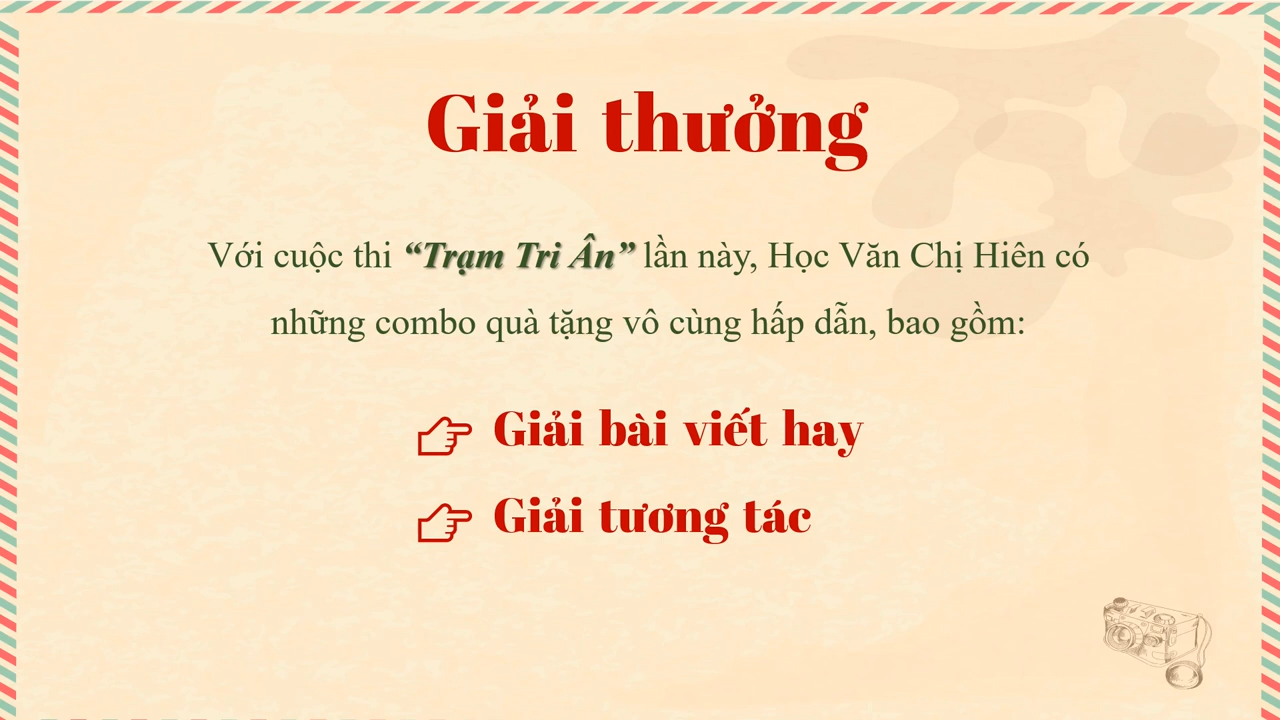 Giải thưởng
Với cuộc thi “Trạm Tri Ân” lần này, Học Văn Chị Hiên có
những combo quà tặng vô cùng hấp dẫn, bao gồm:
Giải bài viết hay
Giải tương tác